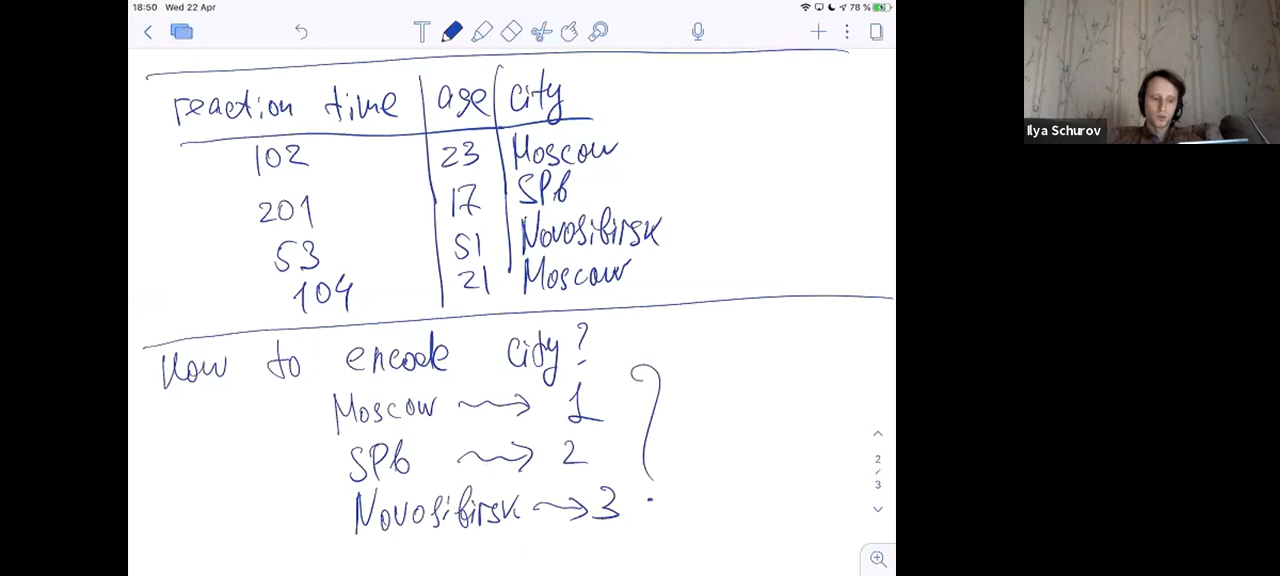 18:50 Wed 22 Apr
78 %
T
reaction time age city
102 23 Moscow
201 17 SPb
53 51 Novosibirsk
104 21 Moscow
How to encode city?
Moscow → 1
SPb → 2
Novosibirsk → 3
?
2
/
3
Ilya Schurov